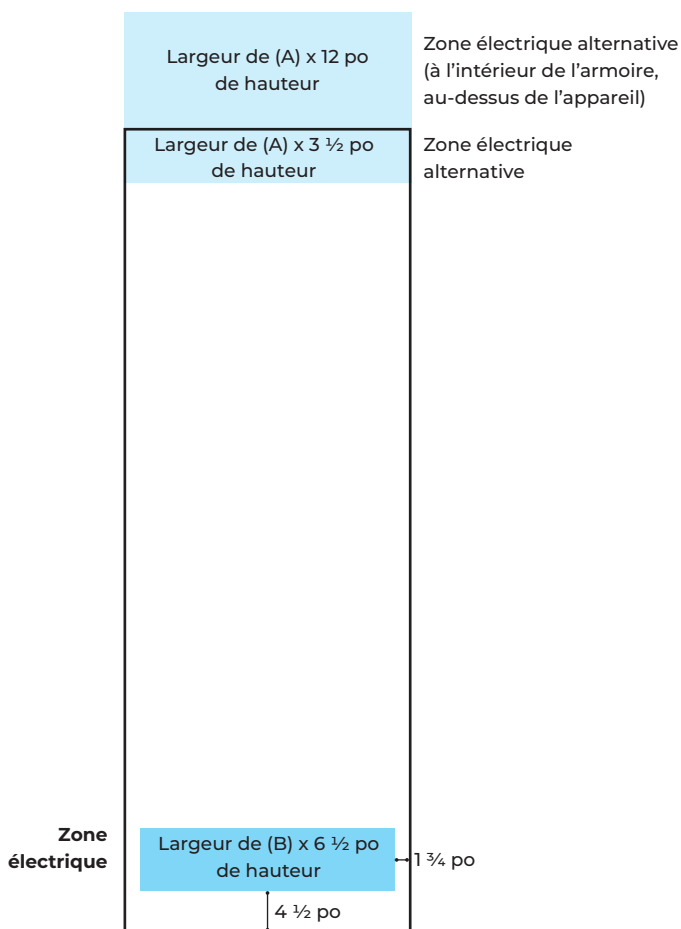 Largeur de (A) x 12 po
de hauteur
Zone électrique alternative
(à l’intérieur de l’armoire,
au-dessus de l’appareil)
Largeur de (A) x 3 ½ po
de hauteur
Zone électrique
alternative
Zone
électrique
Largeur de (B) x 6 ½ po
de hauteur
1 ¾ po
4 ½ po